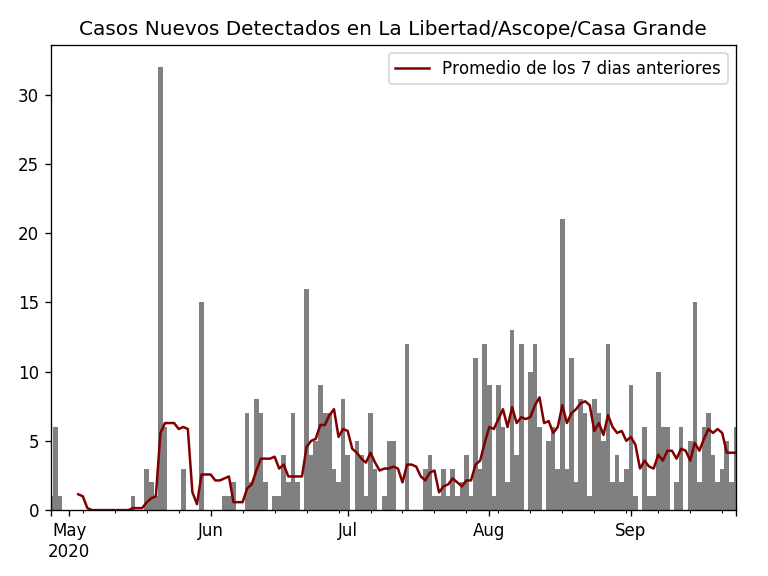 Casos Nuevos Detectados en La Libertad/Ascope/Casa Grande
Promedio de los 7 dias anteriores
30
25
20
15
10
5
0
May Jun Jul Aug Sep
2020